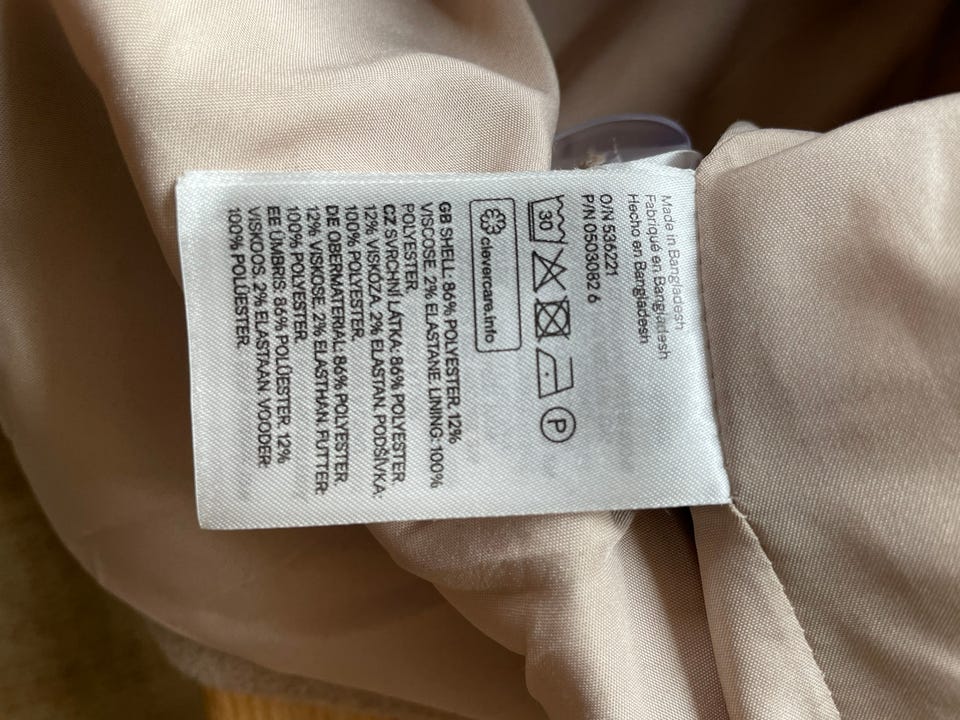 Made in Bangladesh
Fabriqué en Bangladesh
Hecho en Bangladesh
O/N 536221
P/N 0503082 6
30
P
clevercare.info
GB SHELL: 86% POLYESTER. 12%
VISCOSE. 2% ELASTANE. LINING: 100%
POLYESTER.
CZ SVRCHNÍ LÁTKA: 86% POLYESTER.
12% VISKÓZA. 2% ELASTAN. PODŠÍVKA:
100% POLYESTER.
DE OBERMATERIAL: 86% POLYESTER.
12% VISKOSE. 2% ELASTHAN. FUTTER:
100% POLYESTER.
EE ÜMBRIS: 86% POLÜESTER. 12%
VISKOOS. 2% ELASTAAN. VOODER:
100% POLÜESTER.